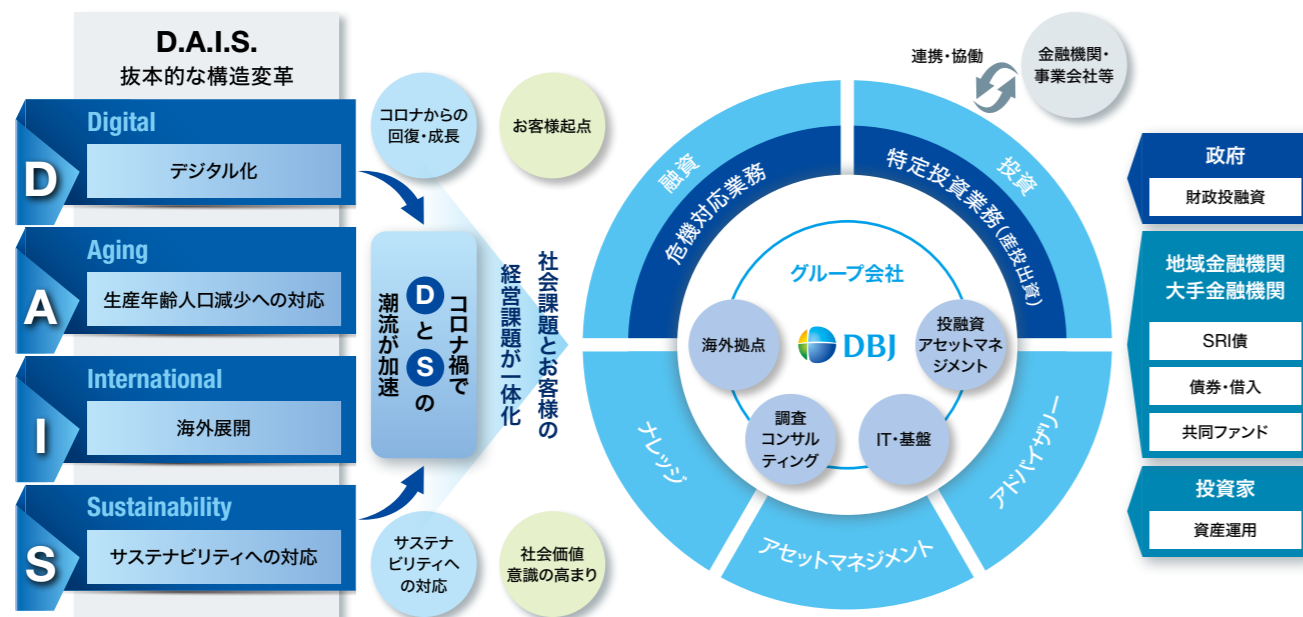 D.A.I.S.
抜本的な構造変革
D
Digital
デジタル化
A
Aging
生産年齢人口減少への対応
I
International
海外展開
S
Sustainability
サステナビリティへの対応
コロナからの
回復・成長
お客様起点
コロナ禍で
DとSの
潮流が加速
社会課題とお客様の
経営課題が一体化
サステナ
ビリティへ
の対応
社会価値
意識の高まり
連携・協働
金融機関・
事業会社等
融資
危機対応業務
投資
特定投資業務(産投出資)
グループ会社
DBJ
海外拠点
投融資
アセットマネ
ジメント
調査
コンサル
ティング
IT・基盤
ナレッジ
アセットマネジメント
アドバイザリー
政府
財政投融資
地域金融機関
大手金融機関
SRI債
債券・借入
共同ファンド
投資家
資産運用